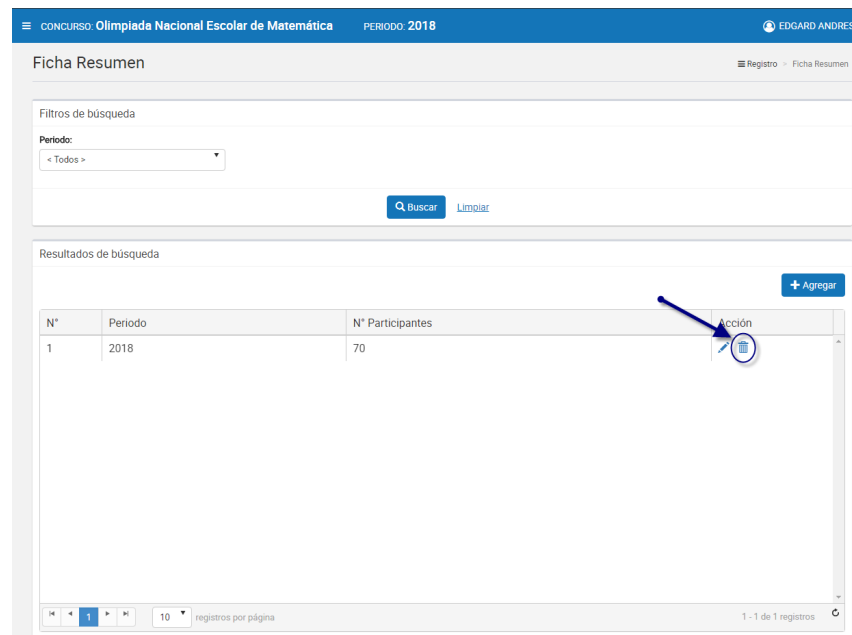 CONCURSO: Olimpiada Nacional Escolar de Matemática PERIODO: 2018 EDGARD ANDRES
Ficha Resumen Registro > Ficha Resumen
Filtros de búsqueda
Periodo:
< Todos >
Buscar Limpiar
Resultados de búsqueda
+ Agregar
N° Periodo N° Participantes Acción
1 2018 70
1 10 registros por página 1 - 1 de 1 registros